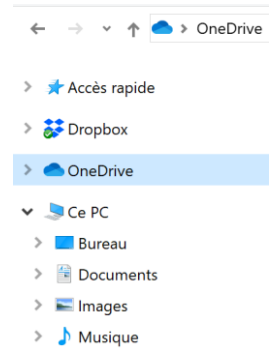 OneDrive
Accès rapide
Dropbox
OneDrive
Ce PC
Bureau
Documents
Images
Musique